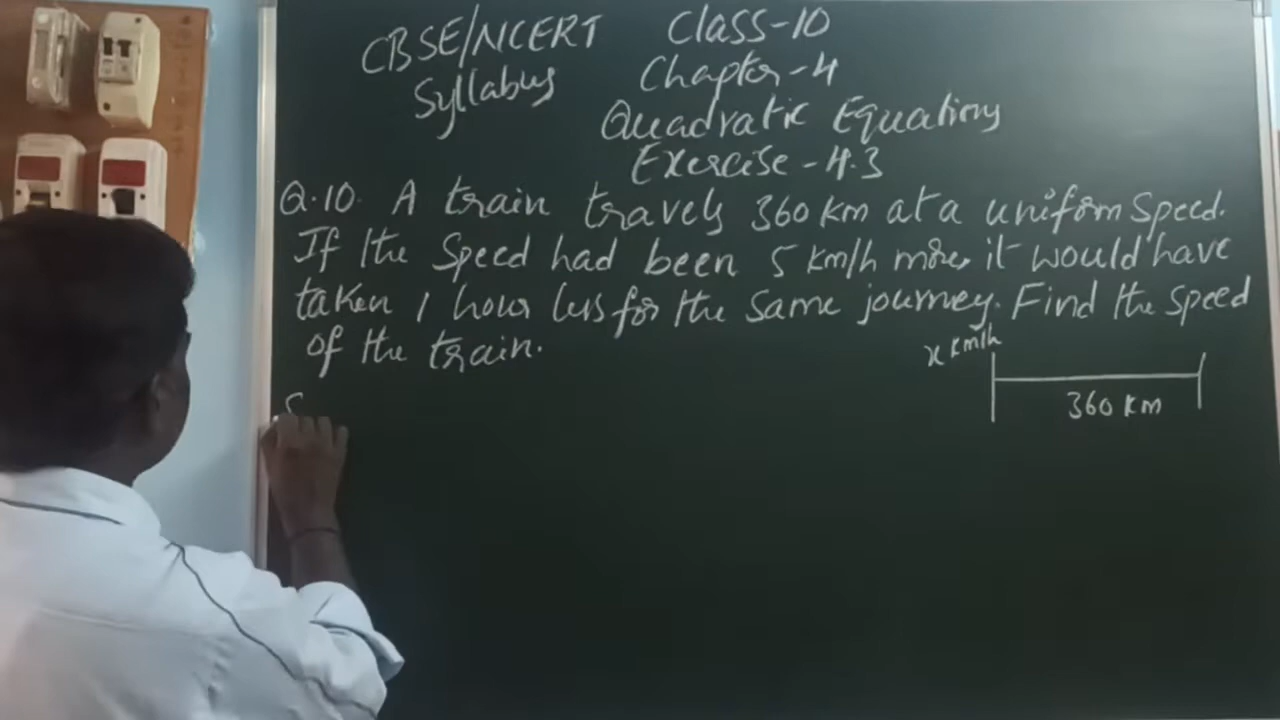 CBSE/NCERT Class-10
Syllabus Chapter-4
Quadratic Equations
Exercise-4.3
Q.10. A train travels 360 km at a uniform speed.
If the speed had been 5 km/h more, it would have
taken 1 hour less for the same journey. Find the speed
of the train.
x km/h
360 km
S